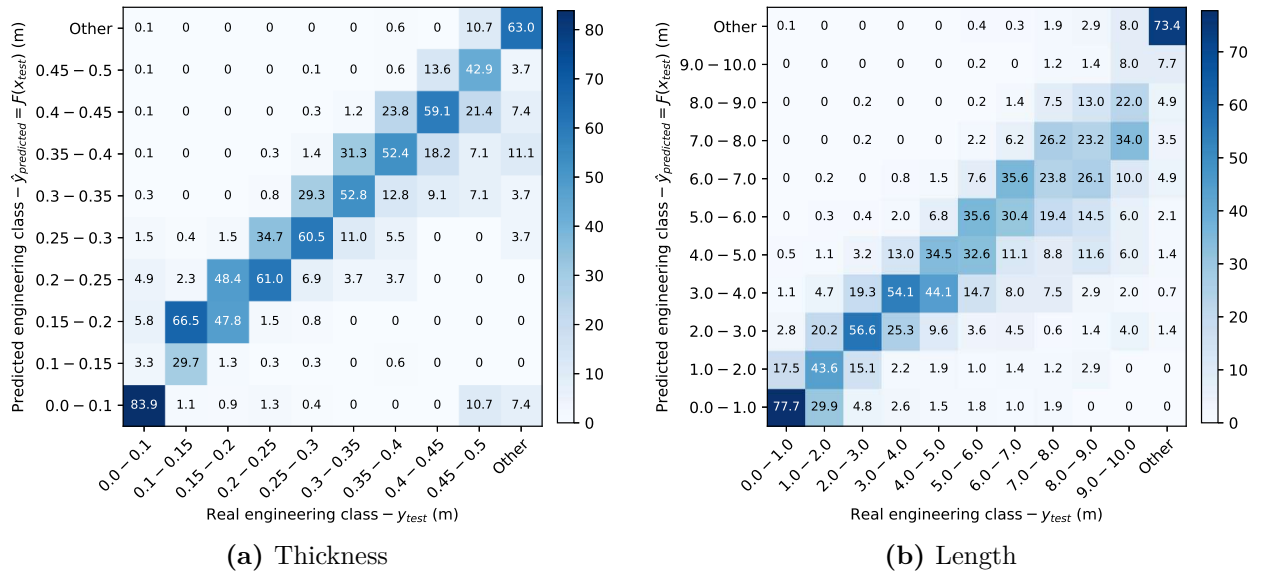 Predicted engineering class − ŷ_predicted = F(x_test) (m)
Other 0.1 0 0 0 0 0 0.6 0 10.7 63.0
0.45 − 0.5 0.1 0 0 0 0.1 0 0.6 13.6 42.9 3.7
0.4 − 0.45 0.1 0 0 0 0.3 1.2 23.8 59.1 21.4 7.4
0.35 − 0.4 0.1 0 0 0.3 1.4 31.3 52.4 18.2 7.1 11.1
0.3 − 0.35 0.3 0 0 0.8 29.3 52.8 12.8 9.1 7.1 3.7
0.25 − 0.3 1.5 0.4 1.5 34.7 60.5 11.0 5.5 0 0 3.7
0.2 − 0.25 4.9 2.3 48.4 61.0 6.9 3.7 3.7 0 0 0
0.15 − 0.2 5.8 66.5 47.8 1.5 0.8 0 0 0 0 0
0.1 − 0.15 3.3 29.7 1.3 0.3 0.3 0 0.6 0 0 0
0.0 − 0.1 83.9 1.1 0.9 1.3 0.4 0 0 0 10.7 7.4
0.0 − 0.1 0.1 − 0.15 0.15 − 0.2 0.2 − 0.25 0.25 − 0.3 0.3 − 0.35 0.35 − 0.4 0.4 − 0.45 0.45 − 0.5 Other
Real engineering class − y_test (m)
80
70
60
50
40
30
20
10
0
(a) Thickness
Predicted engineering class − ŷ_predicted = F(x_test) (m)
Other 0.1 0 0 0 0 0.4 0.3 1.9 2.9 8.0 73.4
9.0 − 10.0 0 0 0 0 0 0.2 0 1.2 1.4 8.0 7.7
8.0 − 9.0 0 0 0.2 0 0 0.2 1.4 7.5 13.0 22.0 4.9
7.0 − 8.0 0 0 0.2 0 0 2.2 6.2 26.2 23.2 34.0 3.5
6.0 − 7.0 0 0.2 0 0.8 1.5 7.6 35.6 23.8 26.1 10.0 4.9
5.0 − 6.0 0 0.3 0.4 2.0 6.8 35.6 30.4 19.4 14.5 6.0 2.1
4.0 − 5.0 0.5 1.1 3.2 13.0 34.5 32.6 11.1 8.8 11.6 6.0 1.4
3.0 − 4.0 1.1 4.7 19.3 54.1 44.1 14.7 8.0 7.5 2.9 2.0 0.7
2.0 − 3.0 2.8 20.2 56.6 25.3 9.6 3.6 4.5 0.6 1.4 4.0 1.4
1.0 − 2.0 17.5 43.6 15.1 2.2 1.9 1.0 1.4 1.2 2.9 0 0
0.0 − 1.0 77.7 29.9 4.8 2.6 1.5 1.8 1.0 1.9 0 0 0
0.0 − 1.0 1.0 − 2.0 2.0 − 3.0 3.0 − 4.0 4.0 − 5.0 5.0 − 6.0 6.0 − 7.0 7.0 − 8.0 8.0 − 9.0 9.0 − 10.0 Other
Real engineering class − y_test (m)
70
60
50
40
30
20
10
0
(b) Length